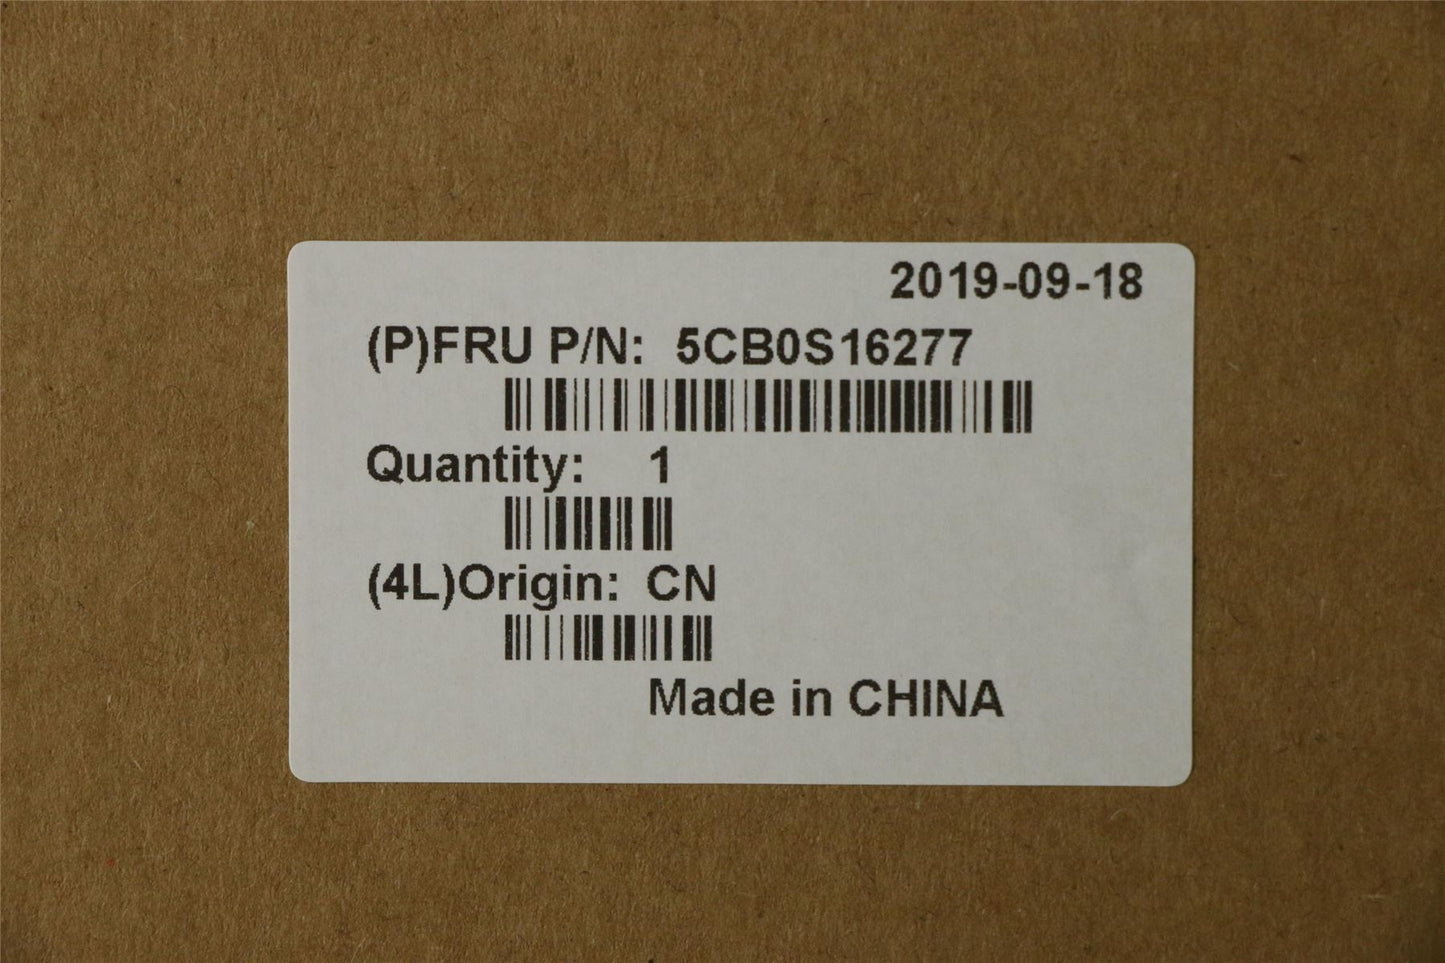 2019-09-18
(P)FRU P/N: 5CB0S16277
Quantity: 1
(4L)Origin: CN
Made in CHINA